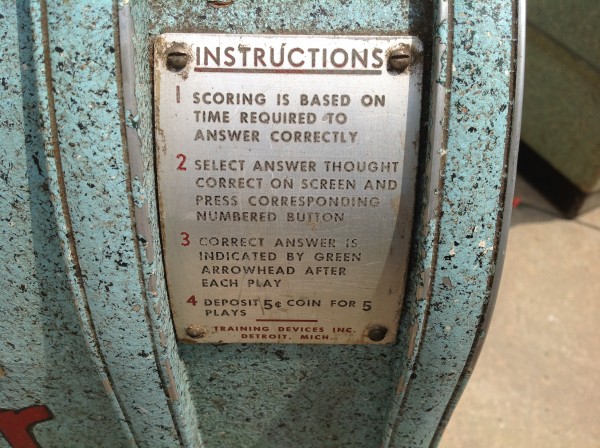 INSTRUCTIONS
1 SCORING IS BASED ON
TIME REQUIRED TO
ANSWER CORRECTLY
2 SELECT ANSWER THOUGHT
CORRECT ON SCREEN AND
PRESS CORRESPONDING
NUMBERED BUTTON
3 CORRECT ANSWER IS
INDICATED BY GREEN
ARROWHEAD AFTER
EACH PLAY
4 DEPOSIT 5¢ COIN FOR 5
PLAYS
TRAINING DEVICES INC.
DETROIT, MICH.